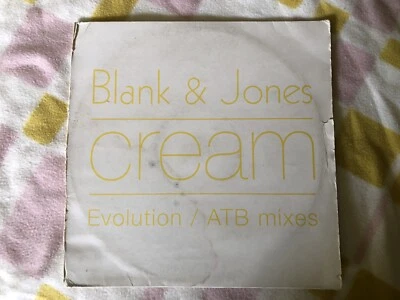 Blank & Jones
cream
Evolution / ATB mixes